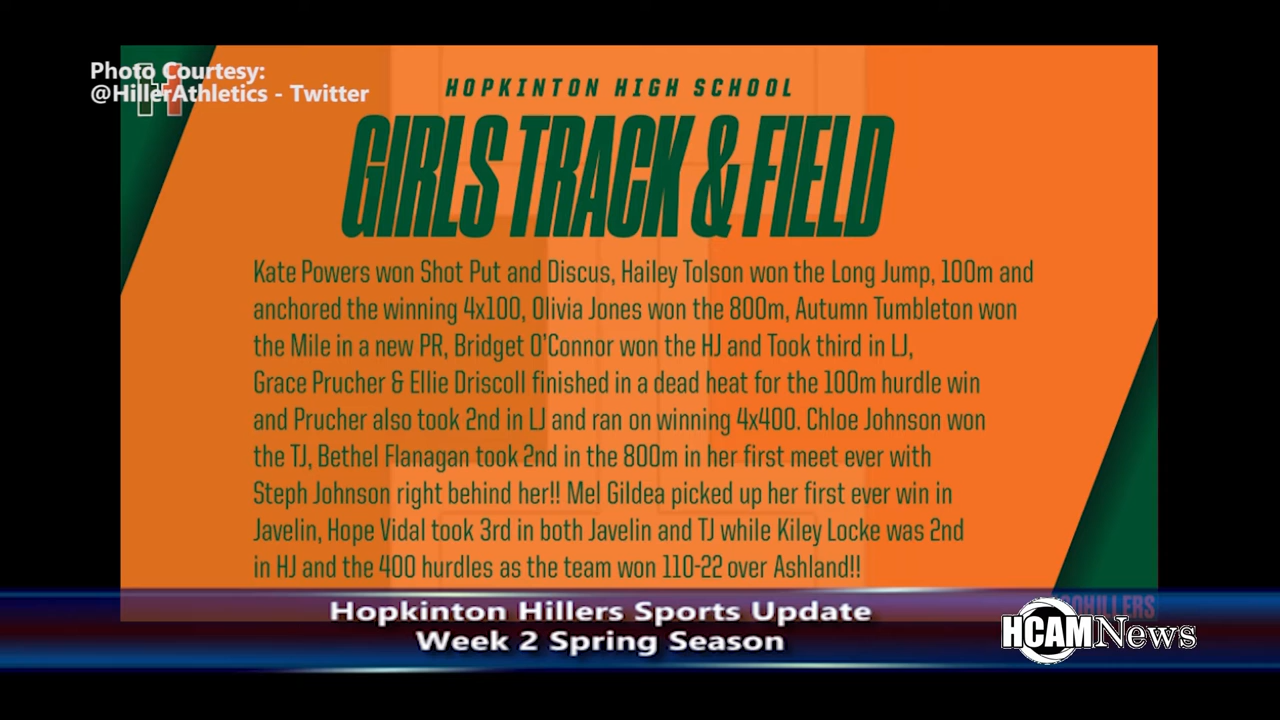 Photo Courtesy:
@HillerAthletics - Twitter
H
HOPKINTON HIGH SCHOOL
GIRLS TRACK & FIELD
Kate Powers won Shot Put and Discus, Hailey Tolson won the Long Jump, 100m and
anchored the winning 4x100, Olivia Jones won the 800m, Autumn Tumbleton won
the Mile in a new PR, Bridget O'Connor won the HJ and Took third in LJ,
Grace Prucher & Ellie Driscoll finished in a dead heat for the 100m hurdle win
and Prucher also took 2nd in LJ and ran on winning 4x400. Chloe Johnson won
the TJ, Bethel Flanagan took 2nd in the 800m in her first meet ever with
Steph Johnson right behind her!! Mel Gildea picked up her first ever win in
Javelin, Hope Vidal took 3rd in both Javelin and TJ while Kiley Locke was 2nd
in HJ and the 400 hurdles as the team won 110-22 over Ashland!!
GOHILLERS
Hopkinton Hillers Sports Update
Week 2 Spring Season
HCAMNews